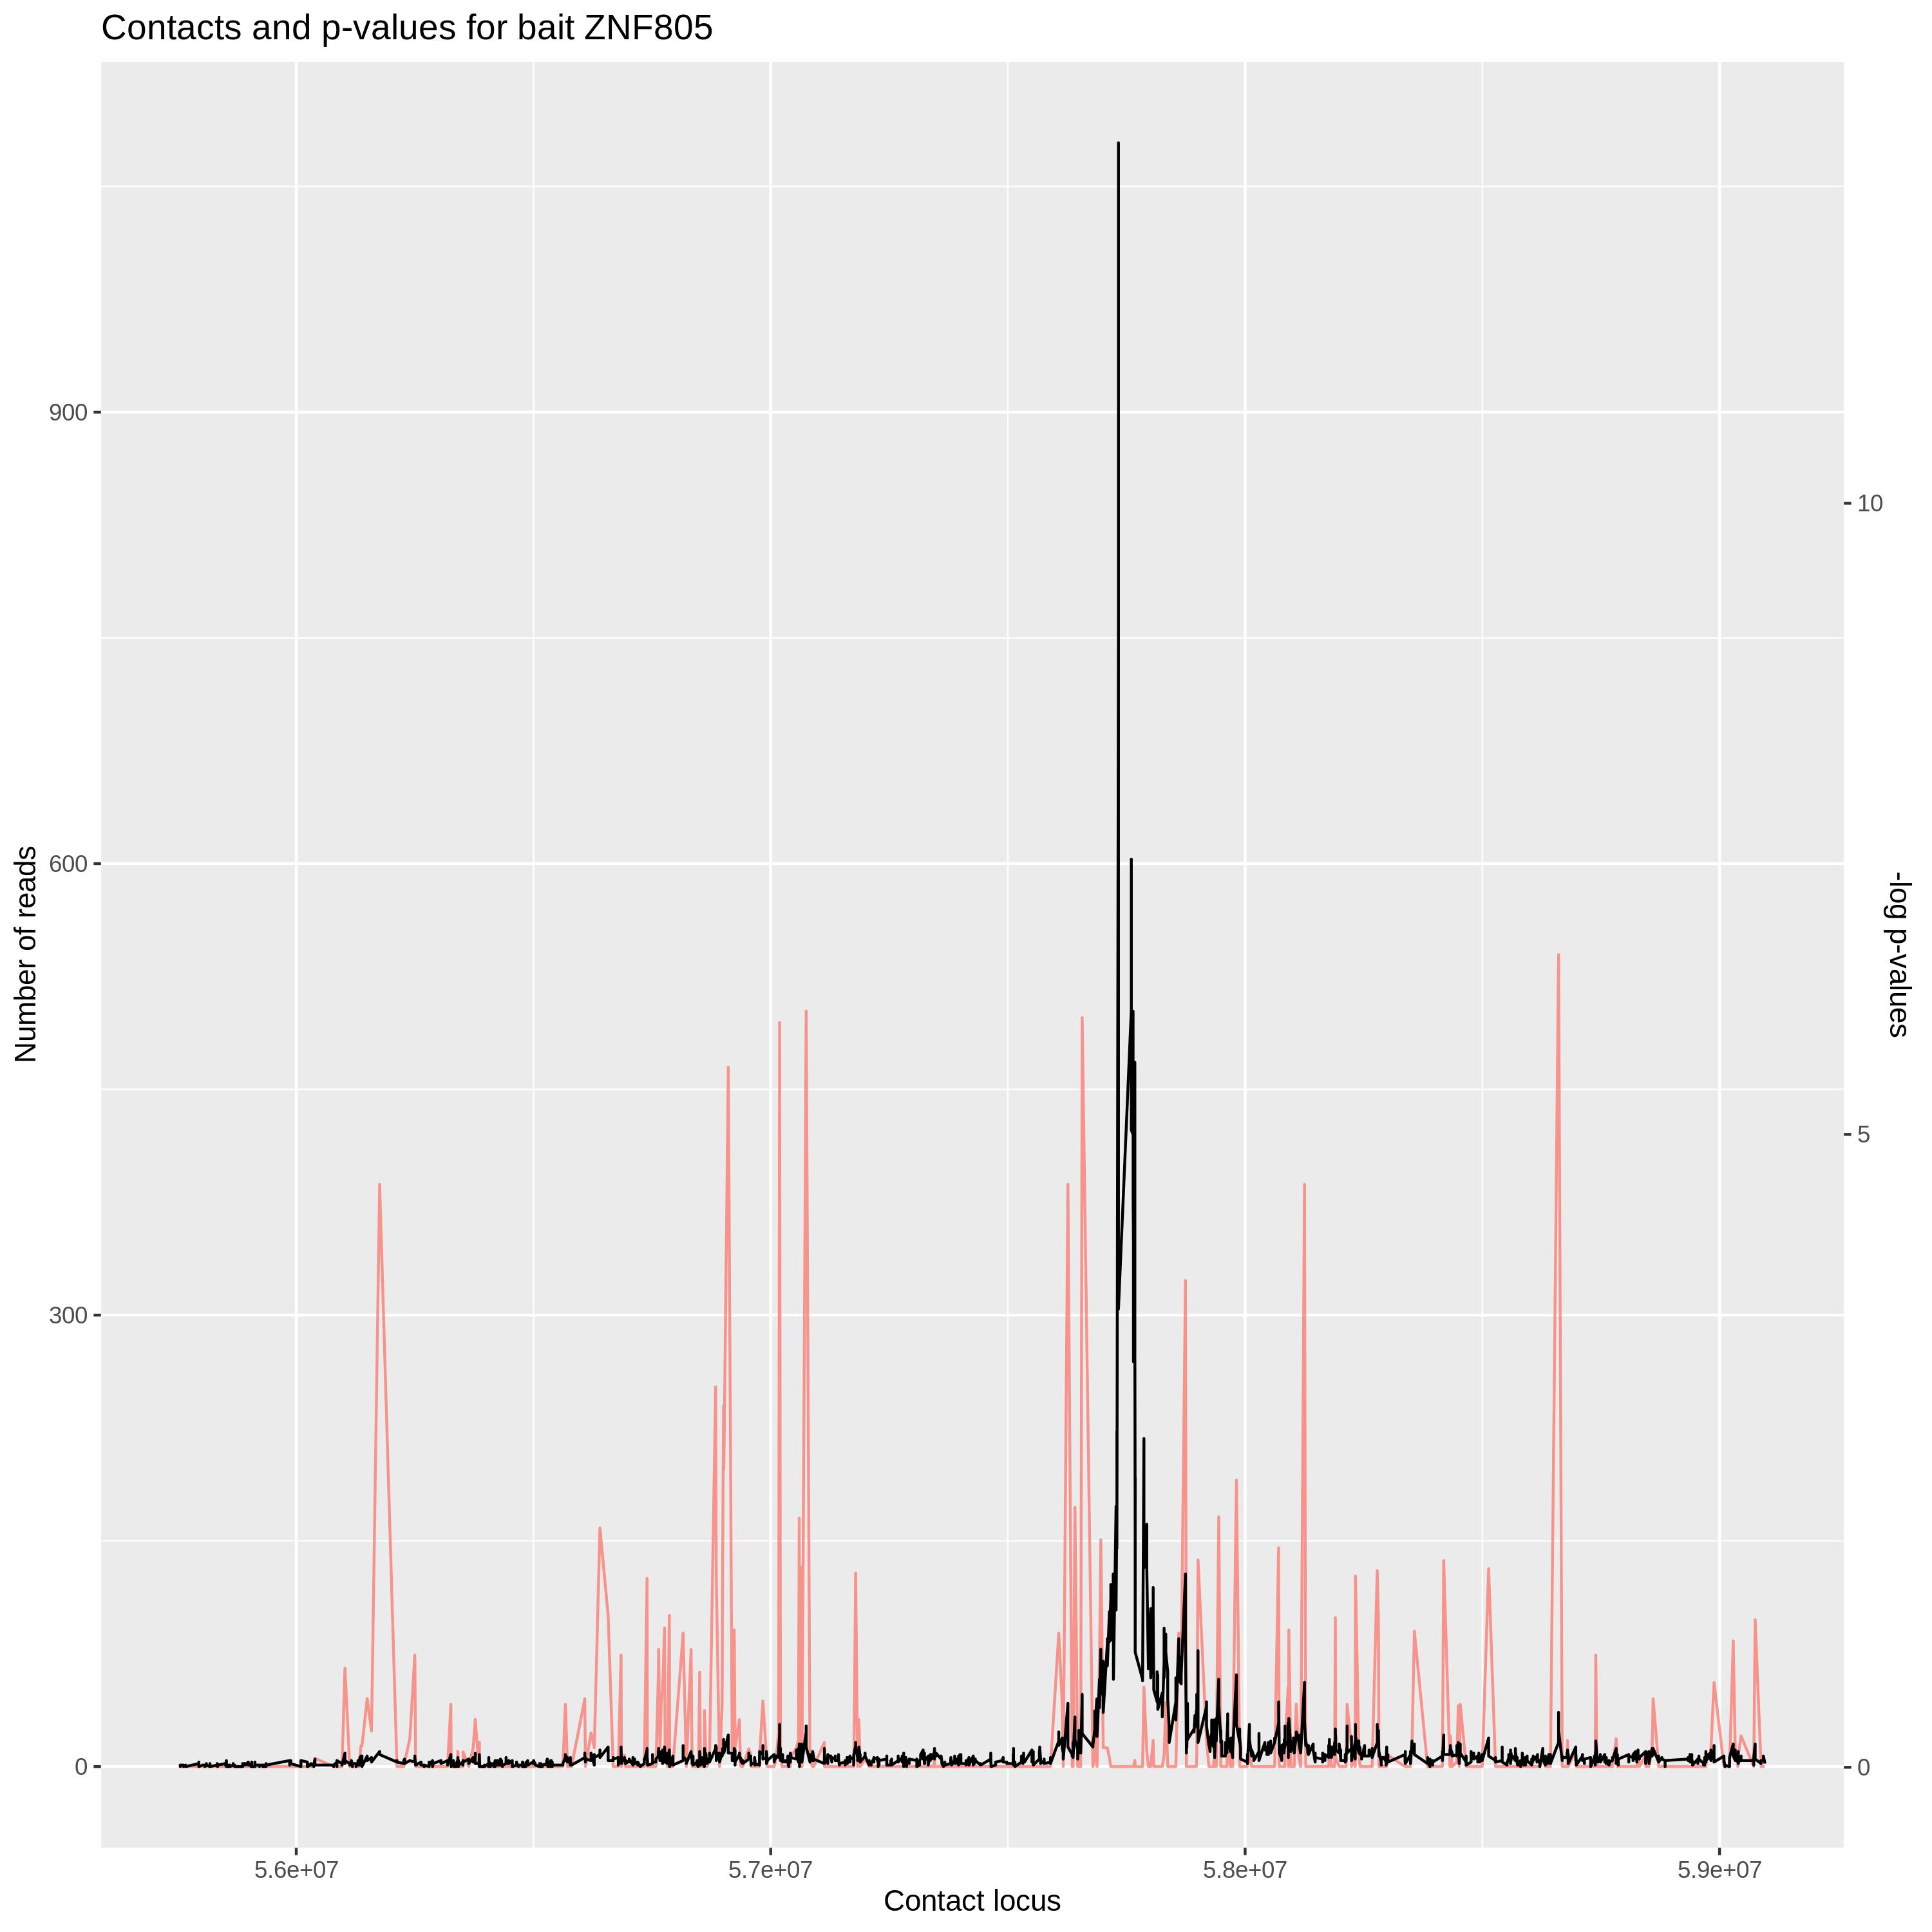 Contacts and p-values for bait ZNF805
900
600
300
0
Number of reads
10
5
0
-log p-values
5.6e+07
5.7e+07
5.8e+07
5.9e+07
Contact locus